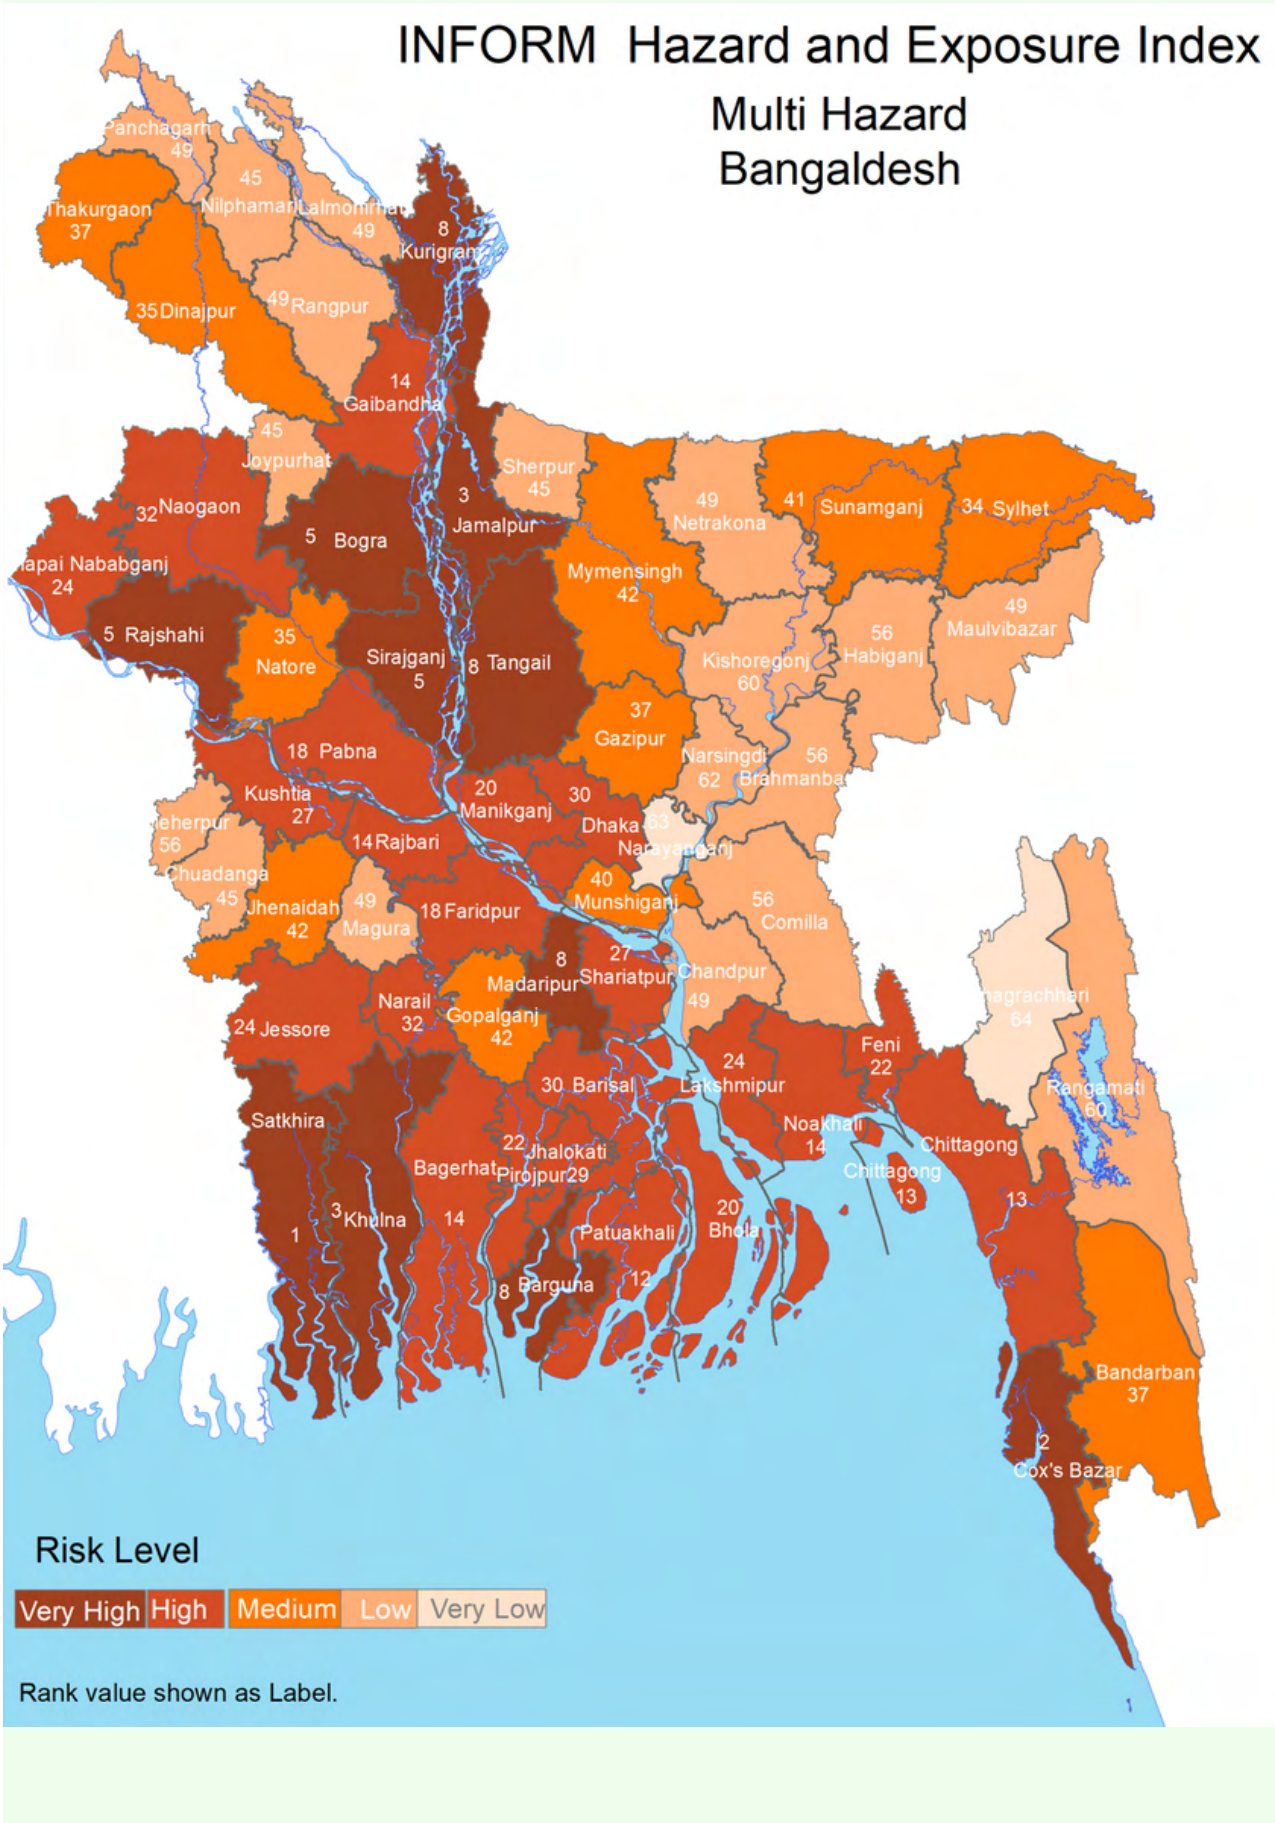 INFORM Hazard and Exposure Index
Multi Hazard
Bangaldesh
Panchagarh
49
45
Nilphamari
Lalmonirhat
49
Thakurgaon
37
8
Kurigram
35 Dinajpur
49 Rangpur
14
Gaibandha
45
Joypurhat
Sherpur
45
3
Jamalpur
32 Naogaon
49
Netrakona
41 Sunamganj
34 Sylhet
5 Bogra
apai Nababganj
24
Mymensingh
42
5 Rajshahi
35
Natore
Sirajganj
5
8 Tangail
Kishoregonj
60
56
Habiganj
49
Maulvibazar
37
Gazipur
18 Pabna
Narsingdi
62
56
Brahmanba
Kushtia
27
20
Manikganj
30
Dhaka
63
Narayanganj
eherpur
56
14 Rajbari
Chuadanga
45
Jhenaidah
42
49
Magura
18 Faridpur
40
Munshiganj
56
Comilla
8
Madaripur
27
Shariatpur
Chandpur
49
Narail
32
Gopalganj
42
24 Jessore
hagrachhari
64
Feni
22
24
Lakshmipur
30 Barisal
Rangamati
60
Satkhira
1
Noakhali
14
Chittagong
13
22
Jhalokati
Pirojpur 29
Bagerhat
14
Chittagong
13
3 Khulna
20
Bhola
Patuakhali
12
8 Barguna
Bandarban
37
2
Cox's Bazar
Risk Level
Very High High Medium Low Very Low
Rank value shown as Label.